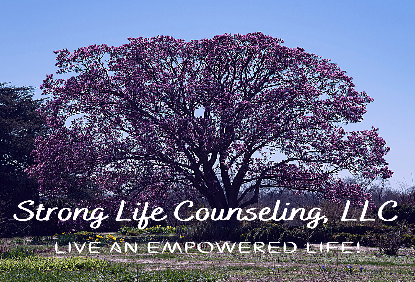 Strong Life Counseling, LLC
LIVE AN EMPOWERED LIFE!